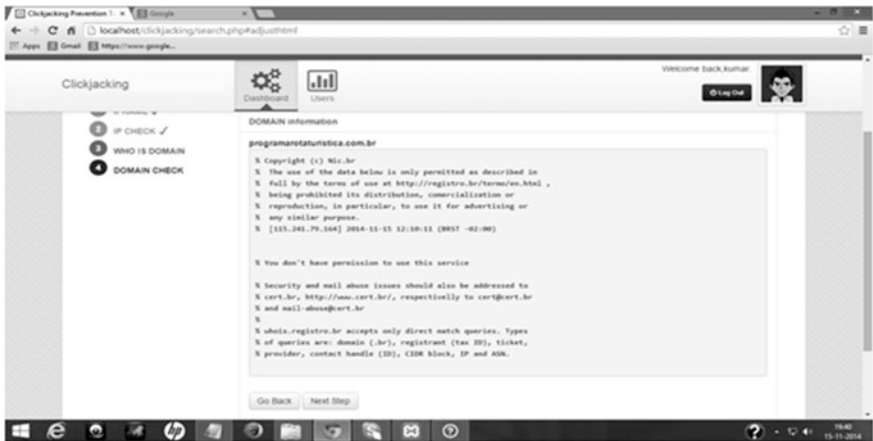 Clickjacking Prevention T
Google
localhost/clickjacking/search.php#adjusthtml
Apps Gmail https://www.google...
Clickjacking
Dashboard
Users
Welcome back,kumar.
Log Out
2 IP CHECK ✓
3 WHO IS DOMAIN
4 DOMAIN CHECK
DOMAIN information
programarotaturistica.com.br
% Copyright (c) Nic.br
% The use of the data below is only permitted as described in
% full by the terms of use at http://registro.br/termo/en.html ,
% being prohibited its distribution, comercialization or
% reproduction, in particular, to use it for advertising or
% any similar purpose.
% [115.241.79.164] 2014-11-15 12:10:11 (BRST -02:00)
% You don't have permission to use this service
% Security and mail abuse issues should also be addressed to
% cert.br, http://www.cert.br/, respectivelly to cert@cert.br
% and mail-abuse@cert.br
%
% whois.registro.br accepts only direct match queries. Types
% of queries are: domain (.br), registrant (tax ID), ticket,
% provider, contact handle (ID), CIDR block, IP and ASN.
Go Back
Next Step
19:40
15-11-2014